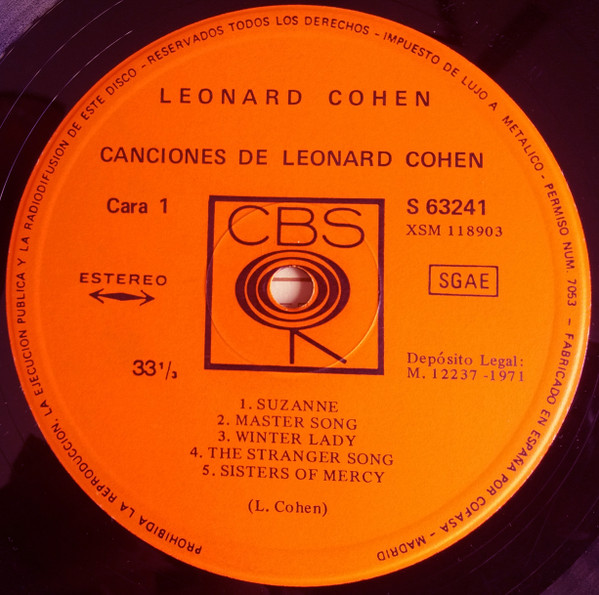 PROHIBIDA LA REPRODUCCION, LA EJECUCION PUBLICA Y LA RADIODIFUSION DE ESTE DISCO - RESERVADOS TODOS LOS DERECHOS - IMPUESTO DE LUJO A METALICO - PERMISO NUM. 7053 - FABRICADO EN ESPAÑA POR COFASA - MADRID
LEONARD COHEN
CANCIONES DE LEONARD COHEN
Cara 1
S 63241
XSM 118903
CBS
ESTEREO
SGAE
33 1/3
Depósito Legal:
M. 12237 -1971
1. SUZANNE
2. MASTER SONG
3. WINTER LADY
4. THE STRANGER SONG
5. SISTERS OF MERCY
(L. Cohen)